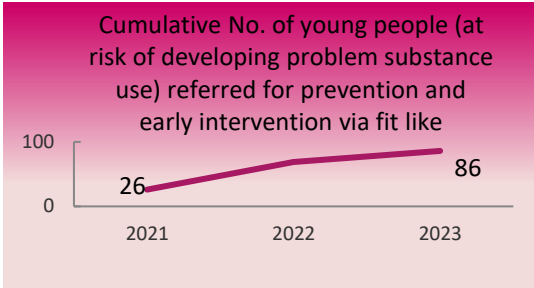 Cumulative No. of young people (at
risk of developing problem substance
use) referred for prevention and
early intervention via fit like
100
26
86
0
2021 2022 2023